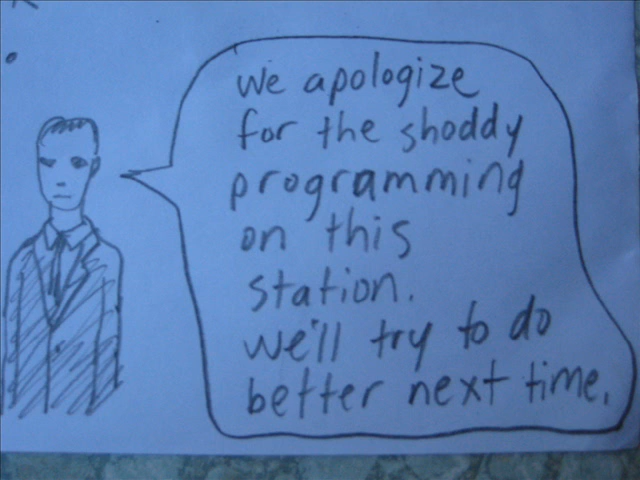 we apologize
for the shoddy
programming
on this
station.
we'll try to do
better next time.